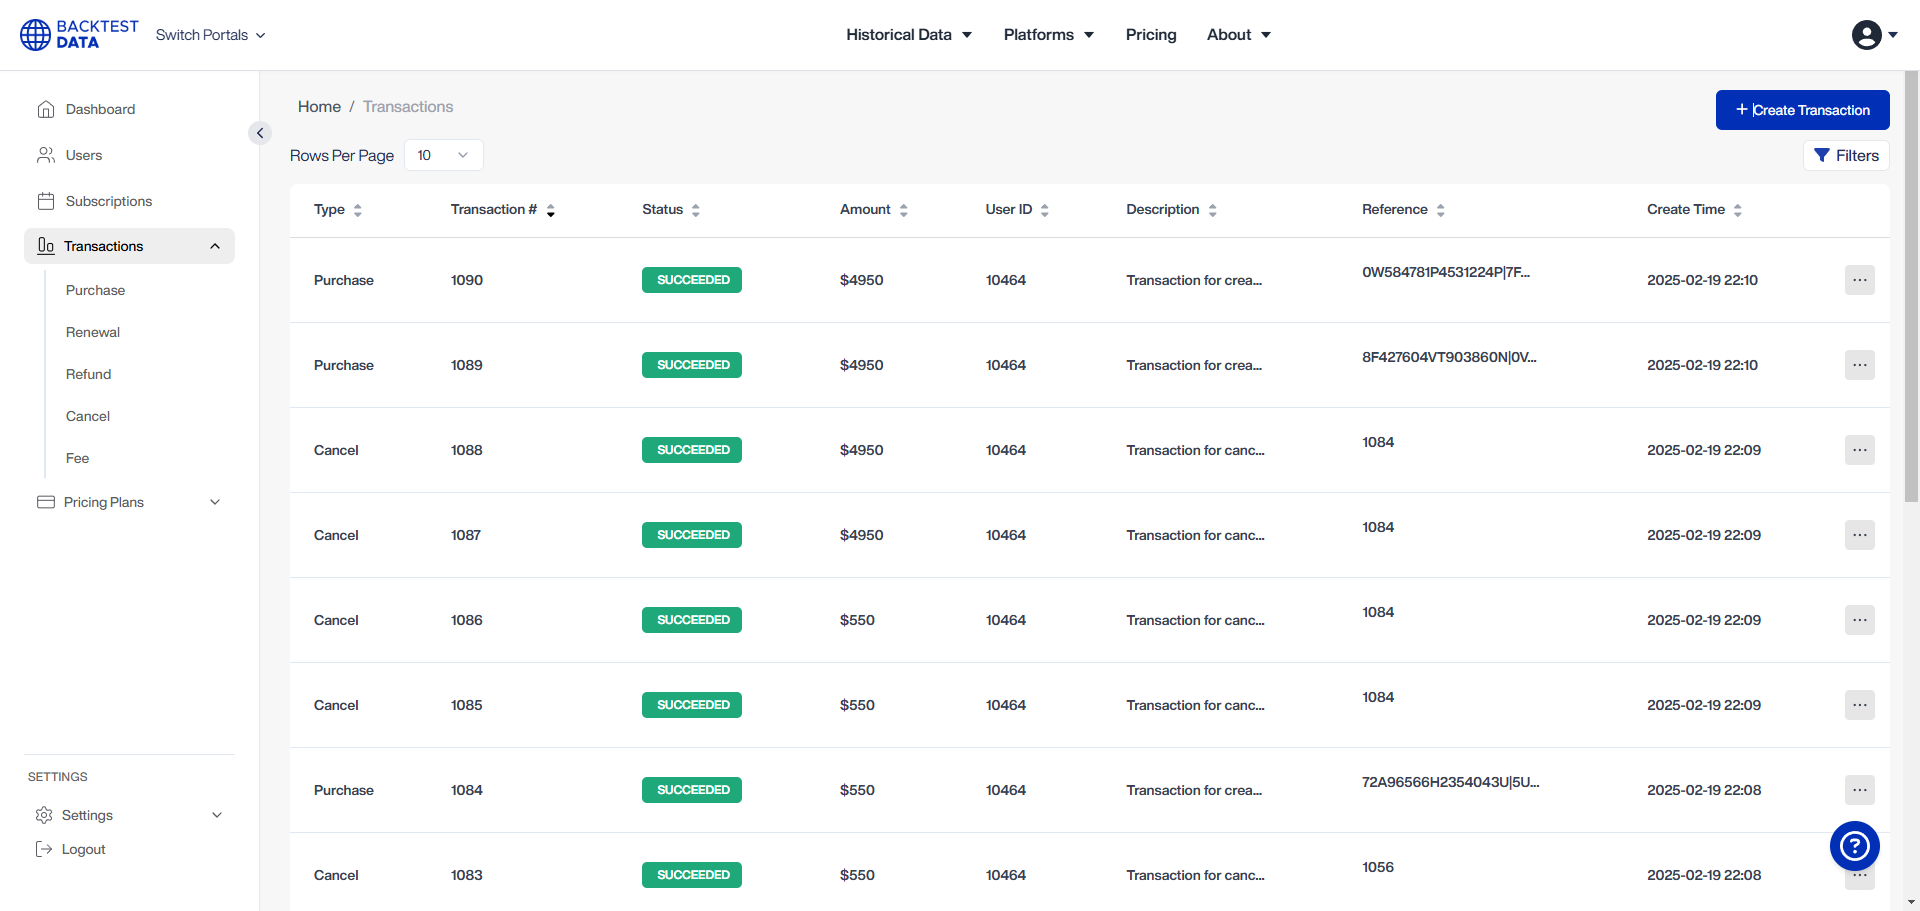 BACKTEST
DATA
Switch Portals
Historical Data
Platforms
Pricing
About
Dashboard
Users
Subscriptions
Transactions
Purchase
Renewal
Refund
Cancel
Fee
Pricing Plans
SETTINGS
Settings
Logout
Home / Transactions
+ Create Transaction
Rows Per Page 10
Filters
Type Transaction # Status Amount User ID Description Reference Create Time
Purchase 1090 SUCCEEDED $4950 10464 Transaction for crea... 0W584781P4531224P|7F... 2025-02-19 22:10 ...
Purchase 1089 SUCCEEDED $4950 10464 Transaction for crea... 8F427604VT903860N|0V... 2025-02-19 22:10 ...
Cancel 1088 SUCCEEDED $4950 10464 Transaction for canc... 1084 2025-02-19 22:09 ...
Cancel 1087 SUCCEEDED $4950 10464 Transaction for canc... 1084 2025-02-19 22:09 ...
Cancel 1086 SUCCEEDED $550 10464 Transaction for canc... 1084 2025-02-19 22:09 ...
Cancel 1085 SUCCEEDED $550 10464 Transaction for canc... 1084 2025-02-19 22:09 ...
Purchase 1084 SUCCEEDED $550 10464 Transaction for crea... 72A96566H2354043U|5U... 2025-02-19 22:08 ...
Cancel 1083 SUCCEEDED $550 10464 Transaction for canc... 1056 2025-02-19 22:08 ...
?